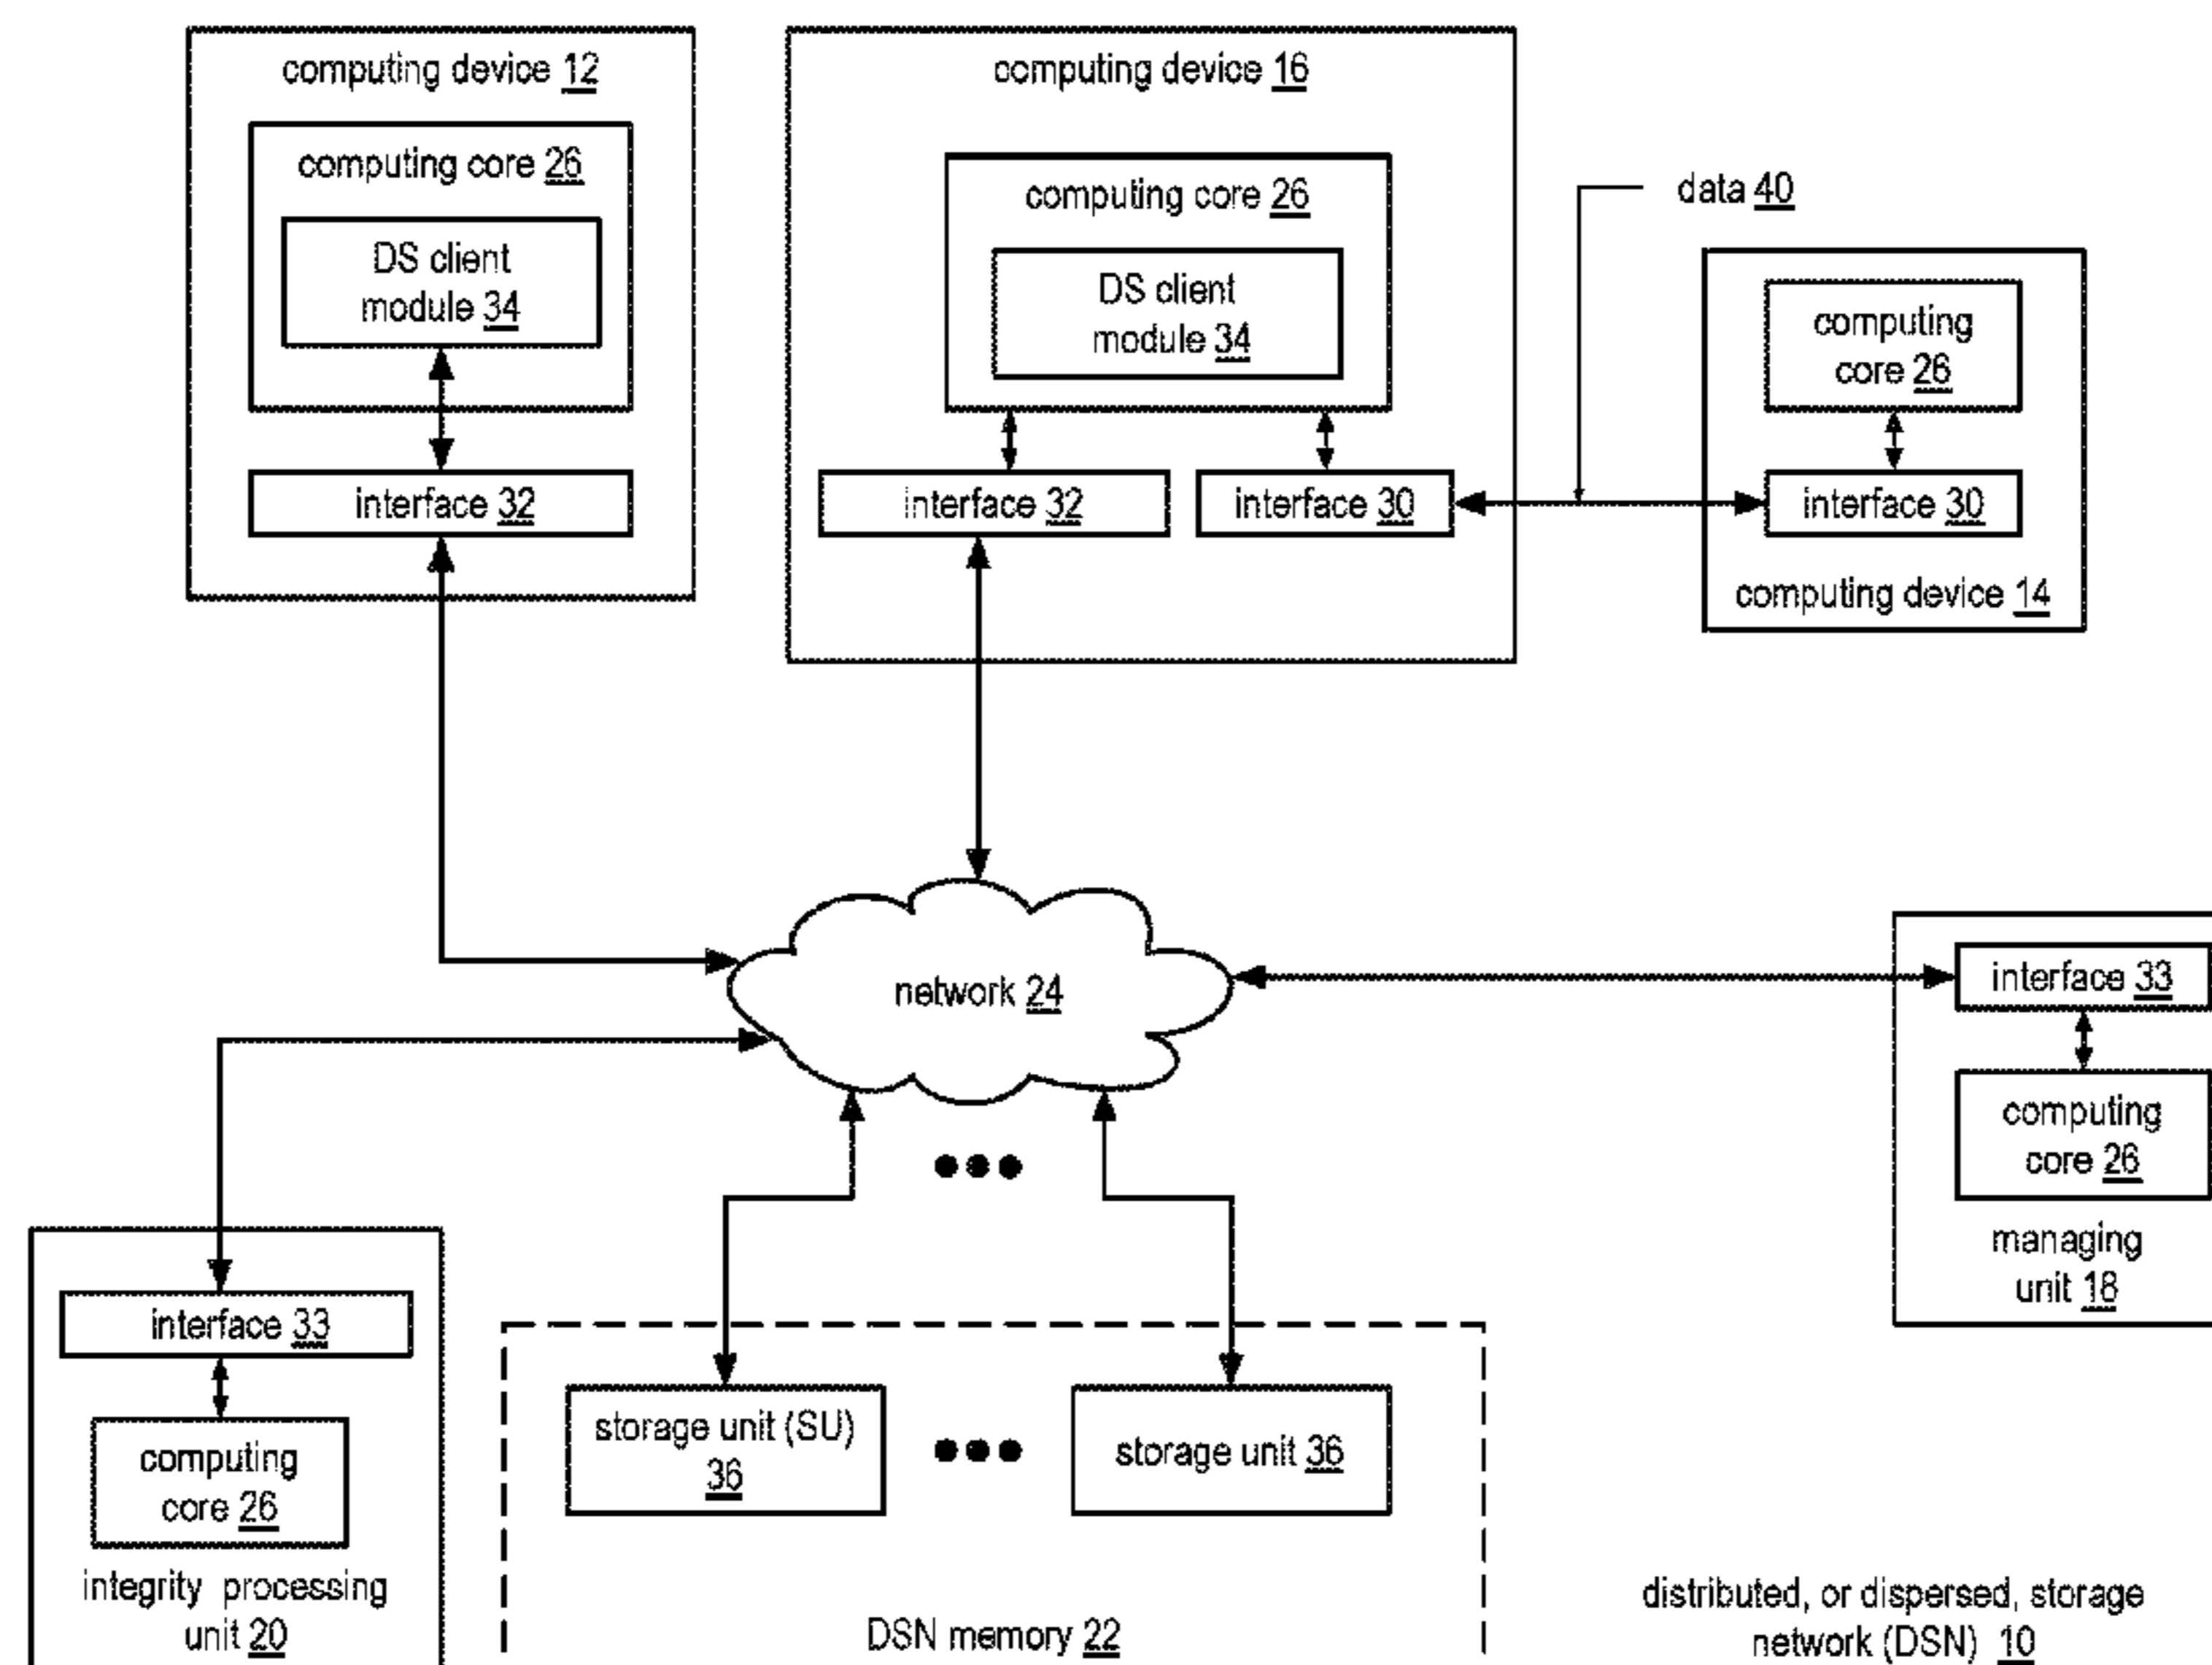 computing device 12
computing core 26
DS client
module 34
interface 32
computing device 16
computing core 26
DS client
module 34
interface 32
interface 30
data 40
computing
core 26
interface 30
computing device 14
network 24
interface 33
computing
core 26
managing
unit 18
interface 33
computing
core 26
integrity processing
unit 20
storage unit (SU)
36
storage unit 36
DSN memory 22
distributed, or dispersed, storage
network (DSN) 10